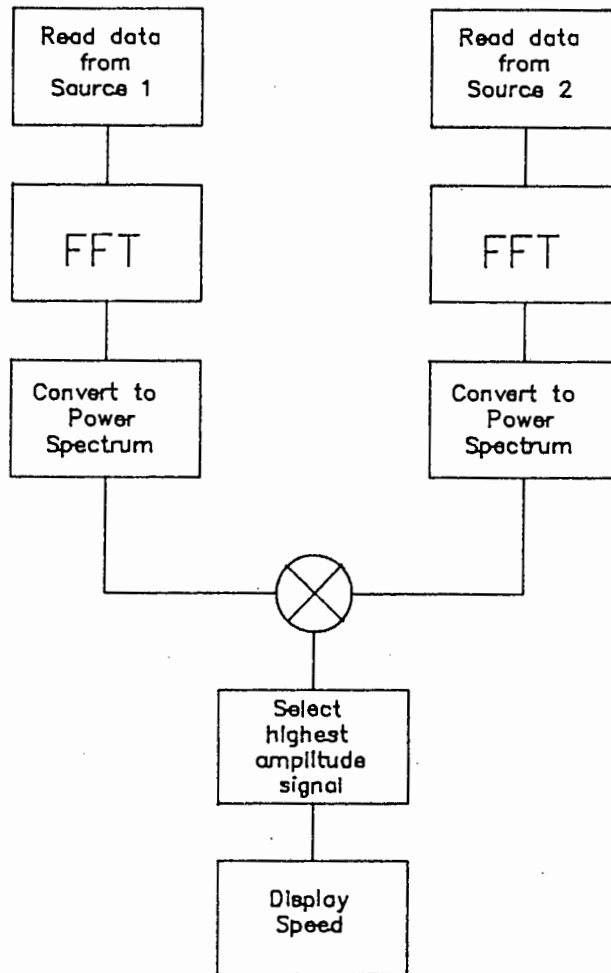 Read data
from
Source 1
Read data
from
Source 2
FFT
FFT
Convert to
Power
Spectrum
Convert to
Power
Spectrum
Select
highest
amplitude
signal
Display
Speed